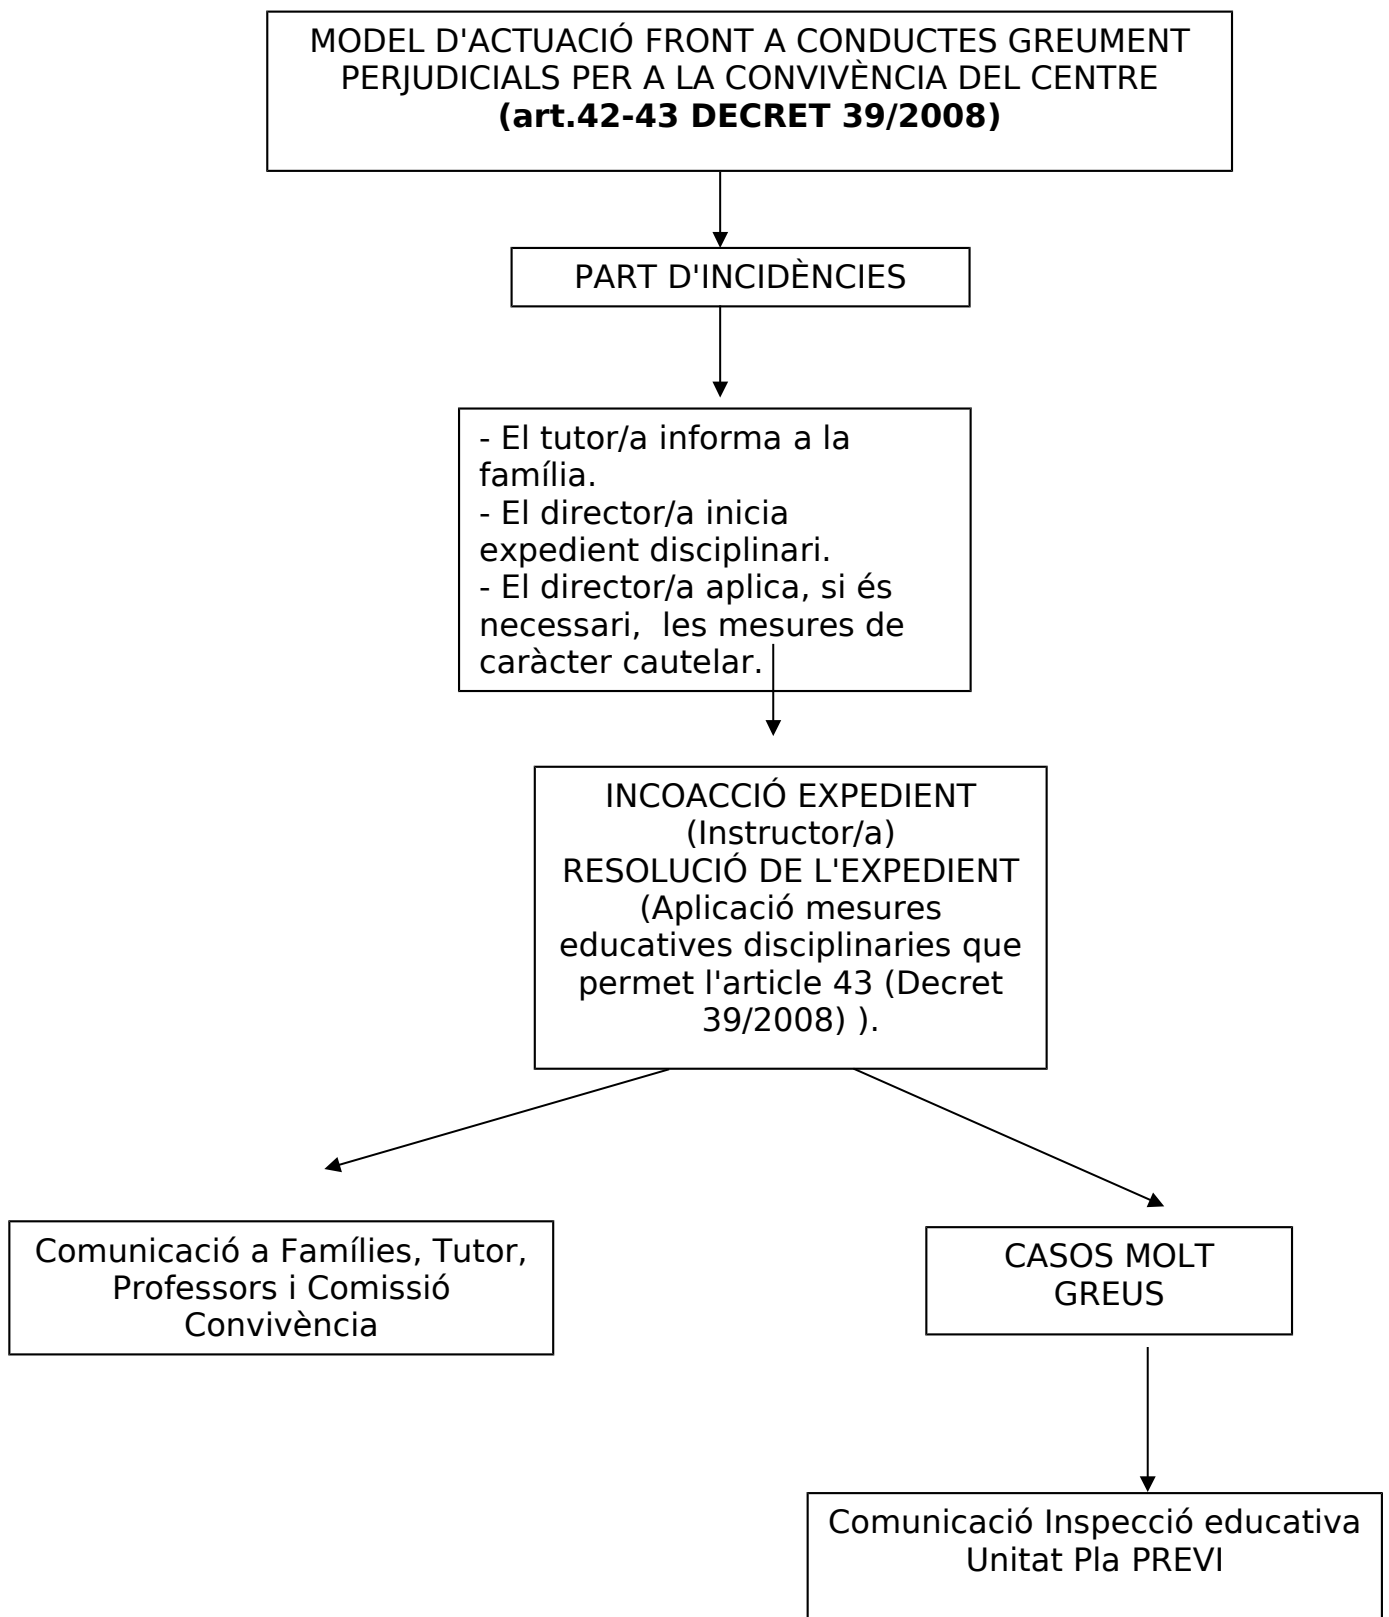 MODEL D'ACTUACIÓ FRONT A CONDUCTES GREUMENT
PERJUDICIALS PER A LA CONVIVÈNCIA DEL CENTRE
(art.42-43 DECRET 39/2008)
PART D'INCIDÈNCIES
- El tutor/a informa a la
família.
- El director/a inicia
expedient disciplinari.
- El director/a aplica, si és
necessari,  les mesures de
caràcter cautelar.
INCOACCIÓ EXPEDIENT
(Instructor/a)
RESOLUCIÓ DE L'EXPEDIENT
(Aplicació mesures
educatives disciplinaries que
permet l'article 43 (Decret
39/2008) ).
Comunicació a Famílies, Tutor,
Professors i Comissió
Convivència
CASOS MOLT
GREUS
Comunicació Inspecció educativa
Unitat Pla PREVI